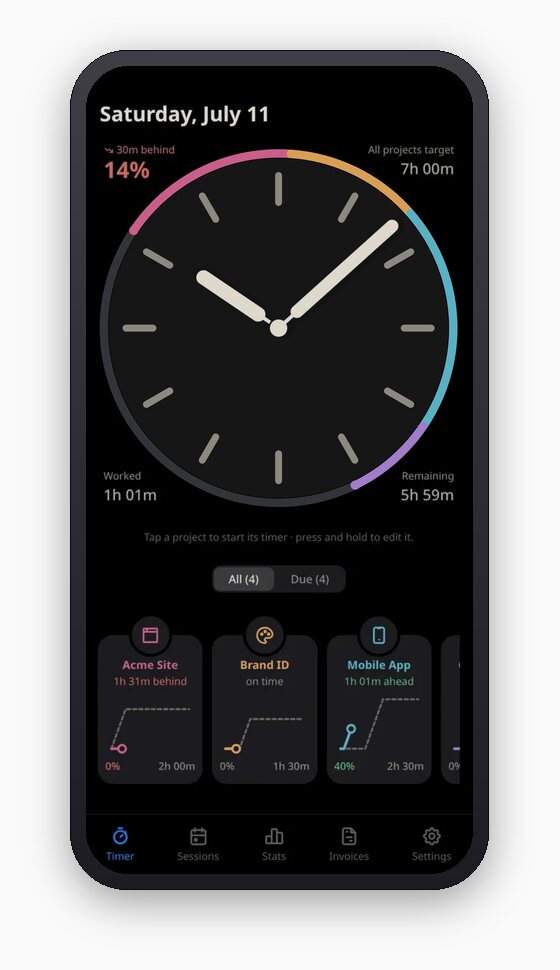 Saturday, July 11
30m behind
14%
All projects target
7h 00m
Worked
1h 01m
Remaining
5h 59m
Tap a project to start its timer · press and hold to edit it.
All (4)
Due (4)
Acme Site
1h 31m behind
0%
2h 00m
Brand ID
on time
0%
1h 30m
Mobile App
1h 01m ahead
40%
2h 30m
Timer
Sessions
Stats
Invoices
Settings